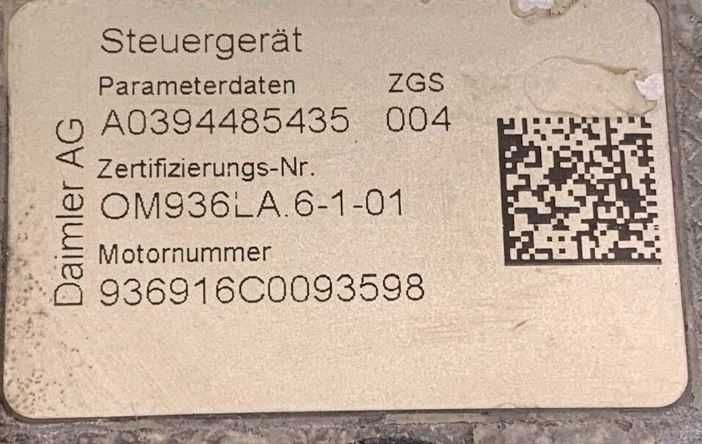 Daimler AG
Steuergerät
Parameterdaten ZGS
A0394485435 004
Zertifizierungs-Nr.
OM936LA.6-1-01
Motornummer
936916C0093598